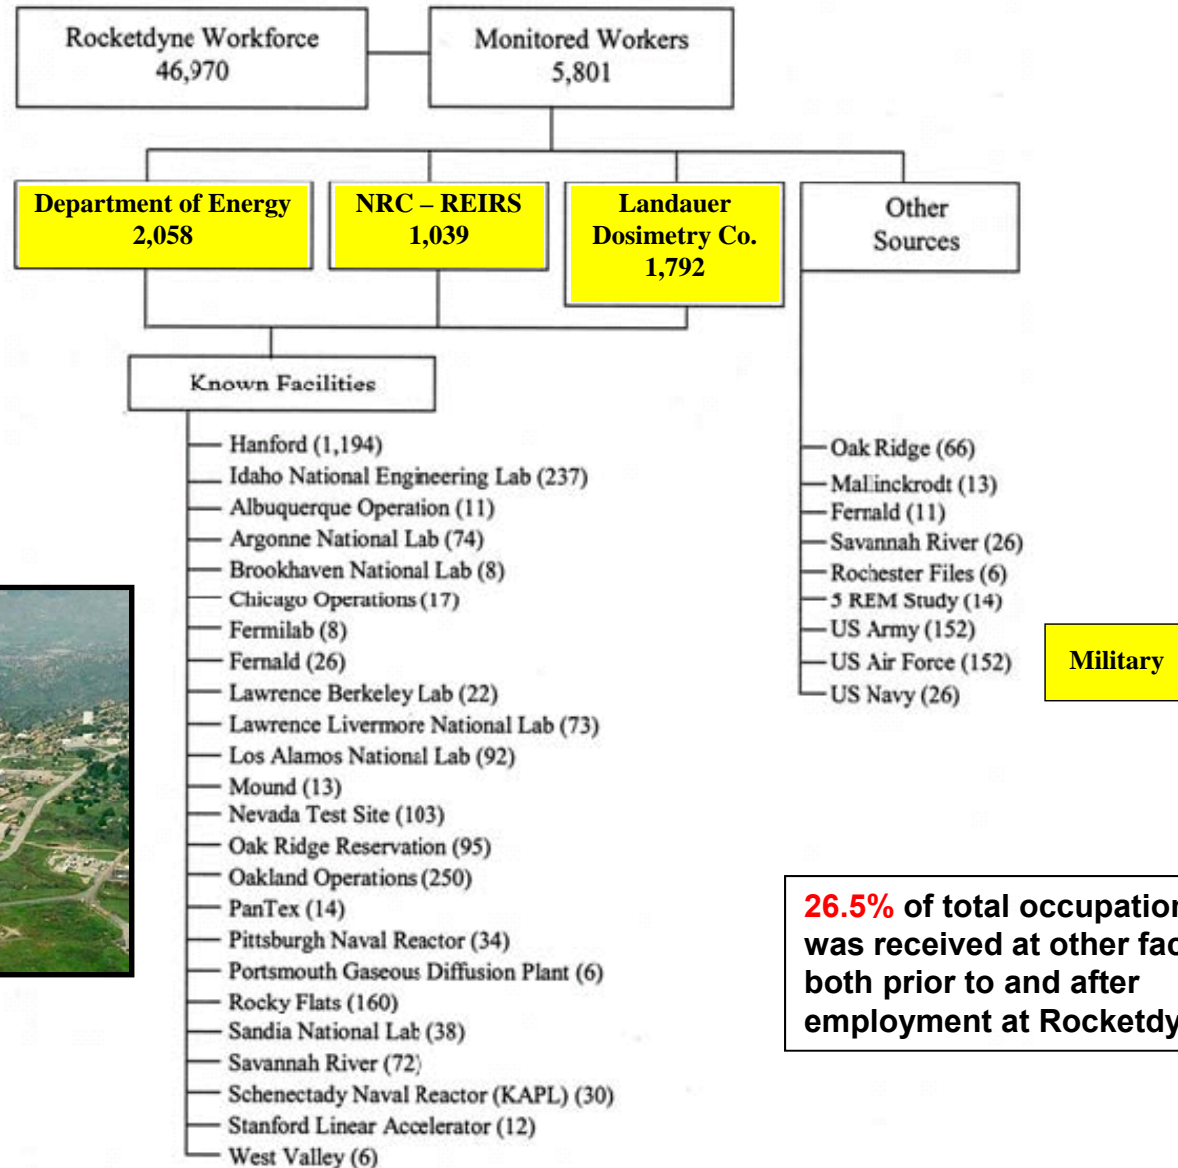 Rocketdyne Workforce
46,970
Monitored Workers
5,801
Department of Energy
2,058
NRC – REIRS
1,039
Landauer
Dosimetry Co.
1,792
Other
Sources
Known Facilities
Hanford (1,194)
Idaho National Engineering Lab (237)
Albuquerque Operation (11)
Argonne National Lab (74)
Brookhaven National Lab (8)
Chicago Operations (17)
Fermilab (8)
Fernald (26)
Lawrence Berkeley Lab (22)
Lawrence Livermore National Lab (73)
Los Alamos National Lab (92)
Mound (13)
Nevada Test Site (103)
Oak Ridge Reservation (95)
Oakland Operations (250)
PanTex (14)
Pittsburgh Naval Reactor (34)
Portsmouth Gaseous Diffusion Plant (6)
Rocky Flats (160)
Sandia National Lab (38)
Savannah River (72)
Schenectady Naval Reactor (KAPL) (30)
Stanford Linear Accelerator (12)
West Valley (6)
Oak Ridge (66)
Mallinckrodt (13)
Fernald (11)
Savannah River (26)
Rochester Files (6)
5 REM Study (14)
US Army (152)
US Air Force (152)
US Navy (26)
Military
26.5% of total occupation
was received at other fac
both prior to and after
employment at Rocketdy